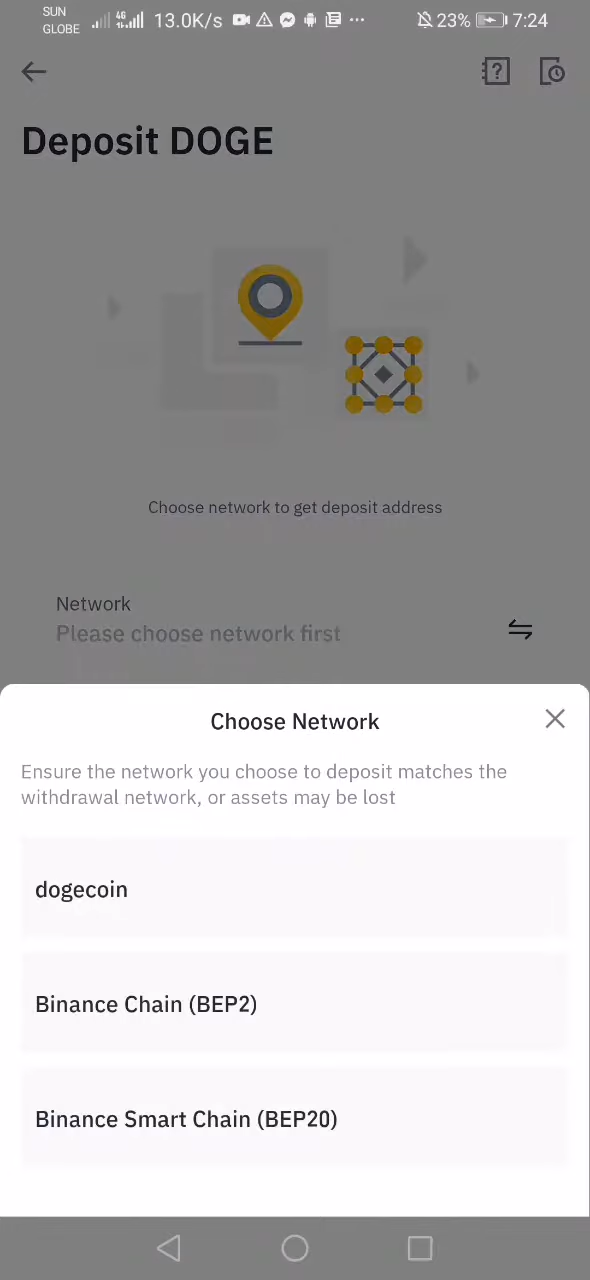 SUN
GLOBE
4G
13.0K/s
23%
7:24
Deposit DOGE
Choose network to get deposit address
Network
Please choose network first
Choose Network
Ensure the network you choose to deposit matches the
withdrawal network, or assets may be lost
dogecoin
Binance Chain (BEP2)
Binance Smart Chain (BEP20)